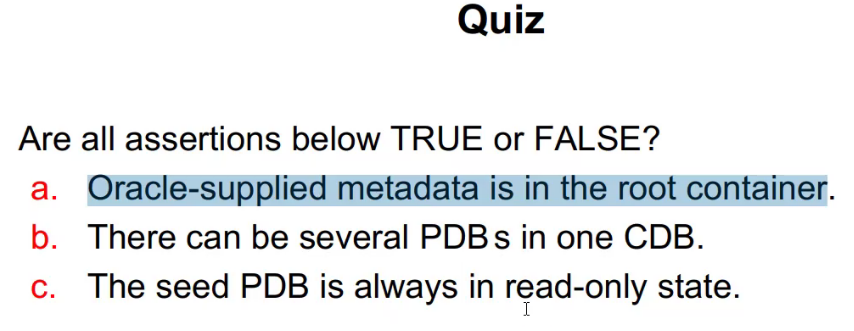 Quiz
Are all assertions below TRUE or FALSE?
a. Oracle-supplied metadata is in the root container.
b. There can be several PDBs in one CDB.
c. The seed PDB is always in read-only state.